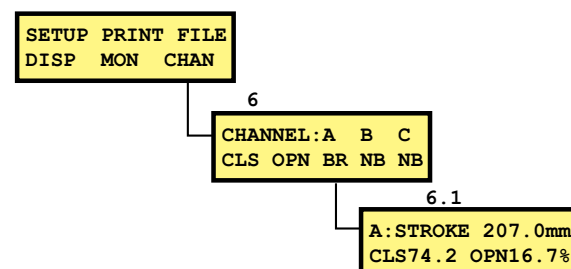 SETUP PRINT FILE
DISP MON CHAN
6
CHANNEL:A B C
CLS OPN BR NB NB
6.1
A:STROKE 207.0mm
CLS74.2 OPN16.7%